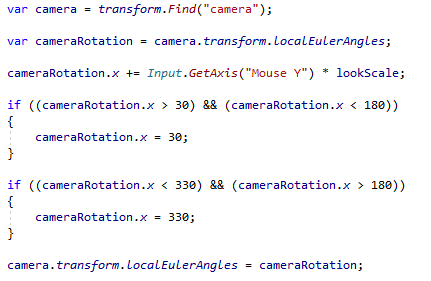 var camera = transform.Find("camera");
var cameraRotation = camera.transform.localEulerAngles;
cameraRotation.x += Input.GetAxis("Mouse Y") * lookScale;
if ((cameraRotation.x > 30) && (cameraRotation.x < 180))
{
cameraRotation.x = 30;
}
if ((cameraRotation.x < 330) && (cameraRotation.x > 180))
{
cameraRotation.x = 330;
}
camera.transform.localEulerAngles = cameraRotation;